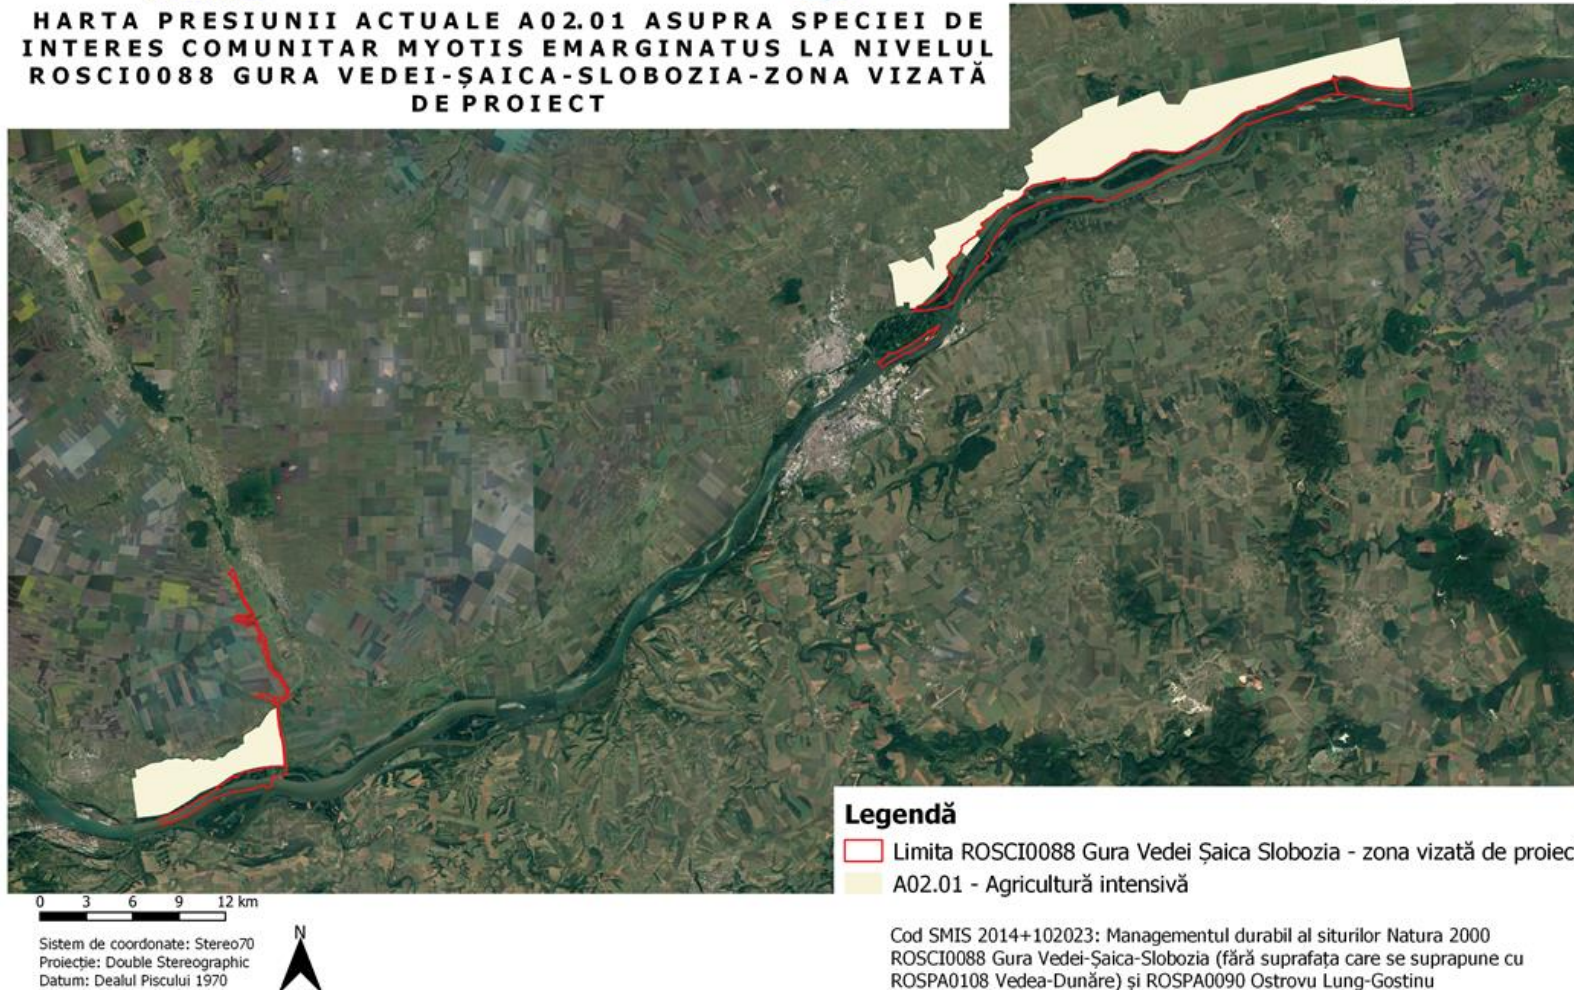 HARTA PRESIUNII ACTUALE A02.01 ASUPRA SPECIEI DE
INTERES COMUNITAR MYOTIS EMARGINATUS LA NIVELUL
ROSCI0088 GURA VEDEI-ȘAICA-SLOBOZIA-ZONA VIZATĂ
DE PROIECT
Legendă
Limita ROSCI0088 Gura Vedei Șaica Slobozia - zona vizată de proiec
A02.01 - Agricultură intensivă
0 3 6 9 12 km
Sistem de coordonate: Stereo70
Proiecție: Double Stereographic
Datum: Dealul Piscului 1970
N
Cod SMIS 2014+102023: Managementul durabil al siturilor Natura 2000
ROSCI0088 Gura Vedei-Șaica-Slobozia (fără suprafața care se suprapune cu
ROSPA0108 Vedea-Dunăre) și ROSPA0090 Ostrovu Lung-Gostinu